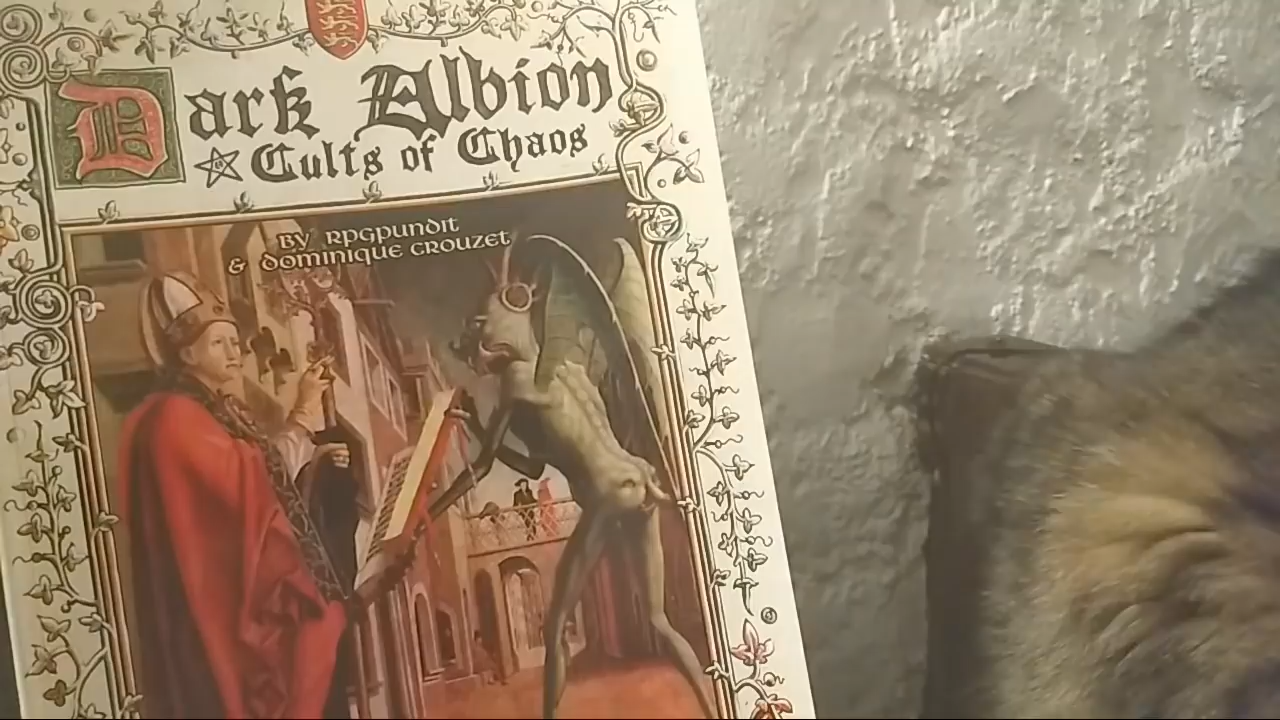 Dark Albion
Cults of Chaos
BY RPGPUNDIT
& DOMINIQUE CROUZET